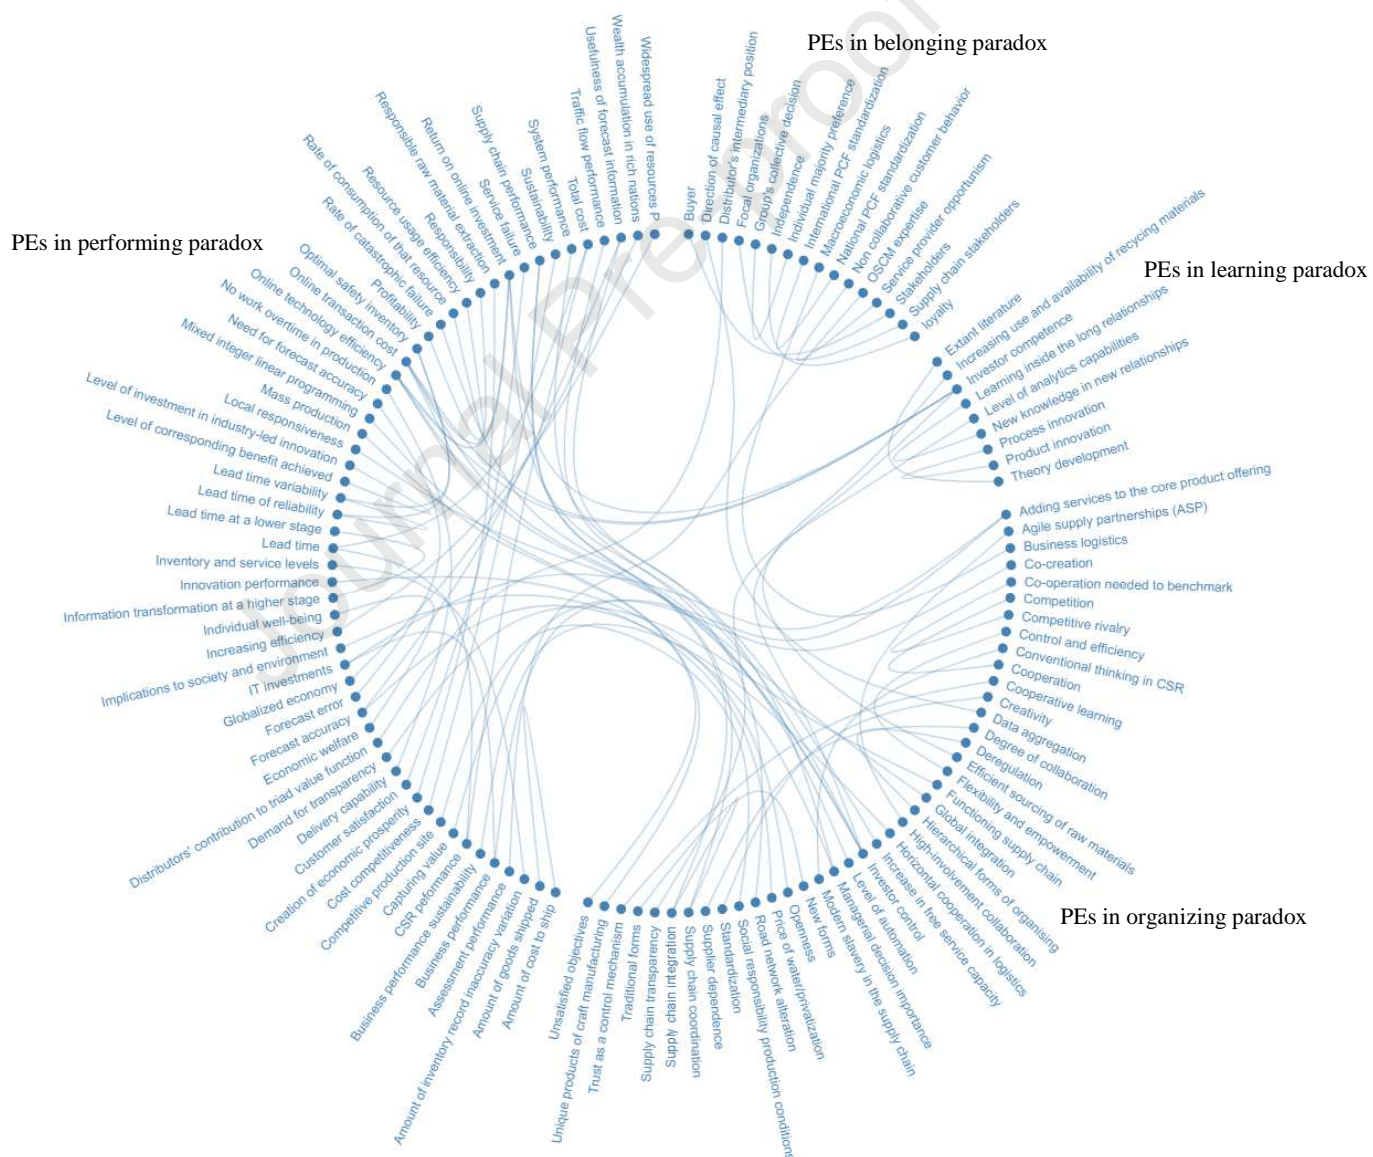 PEs in belonging paradox
PEs in learning paradox
PEs in organizing paradox
PEs in performing paradox
Buyer
Direction of causal effect
Distributor's intermediary position
Focal organizations
Group's collective decision
Independence
Individual majority preference
International PCF standardization
Macroeconomic logistics
National PCF standardization
Non collaborative customer behavior
OSCM expertise
Service provider opportunism
Stakeholders
Supply chain stakeholders
loyalty
Extant literature
Increasing use and availability of recycing materials
Investor competence
Learning inside the long relationships
Level of analytics capabilities
New knowledge in new relationships
Process innovation
Product innovation
Theory development
Adding services to the core product offering
Agile supply partnerships (ASP)
Business logistics
Co-creation
Co-operation needed to benchmark
Competition
Competitive rivalry
Control and efficiency
Conventional thinking in CSR
Cooperation
Cooperative learning
Creativity
Data aggregation
Degree of collaboration
Deregulation
Efficient sourcing of raw materials
Flexibility and empowerment
Functioning supply chain
Global integration
Hierarchical forms of organising
High-involvement collaboration
Horizontal cooperation in logistics
Increase in free service capacity
Investor control
Level of automation
Managerial decision importance
Modern slavery in the supply chain
New forms
Openness
Price of water/privatization
Road network alteration
Social responsibility production conditions
Standardization
Supplier dependence
Supply chain coordination
Supply chain integration
Supply chain transparency
Traditional forms
Trust as a control mechanism
Unique products of craft manufacturing
Unsatisfied objectives
Amount of cost to ship
Amount of goods shipped
Amount of inventory record inaccuracy variation
Assessment performance
Business performance
Business performance sustainability
CSR peformance
Capturing value
Competitive production site
Cost competitiveness
Creation of economic prosperity
Customer satisfaction
Delivery capability
Demand for transparency
Distributors' contribution to triad value function
Economic welfare
Forecast accuracy
Forecast error
Globalized economy
IT investments
Implications to society and environment
Increasing efficiency
Individual well-being
Information transformation at a higher stage
Innovation performance
Inventory and service levels
Lead time
Lead time at a lower stage
Lead time of reliability
Lead time variability
Level of corresponding benefit achieved
Level of investment in industry-led innovation
Local responsiveness
Mass production
Mixed integer linear programming
Need for forecast accuracy
No work overtime in production
Online technology efficiency
Online transaction cost
Optimal safety inventory
Profitability
Rate of catastrophic failure
Rate of consumption of that resource
Resource usage efficiency
Responsibility
Responsible raw material extraction
Return on online investment
Service failure
Supply chain performance
Sustainability
System performance
Total cost
Traffic flow performance
Usefulness of forecast information
Wealth accumulation in rich nations
Widespread use of resources P
Journal Pre-proof